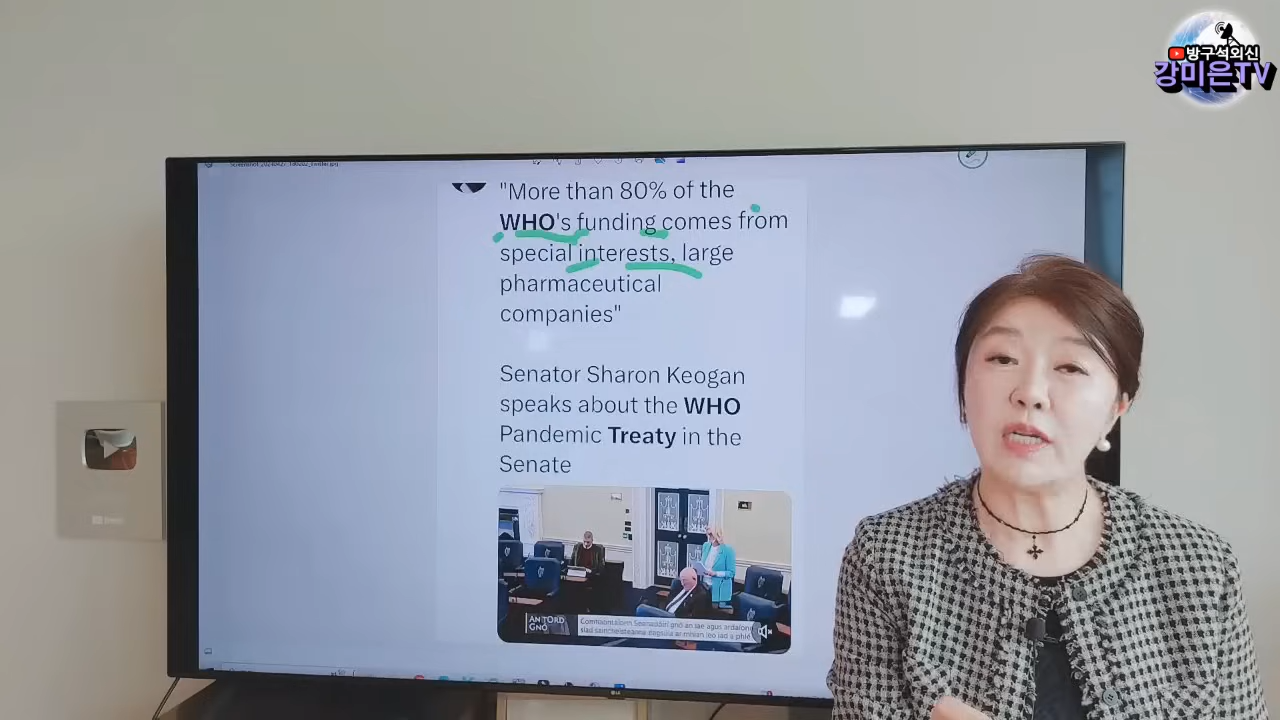 방구석외신
강미은TV
"More than 80% of the
WHO's funding comes from
special interests, large
pharmaceutical
companies"
Senator Sharon Keogan
speaks about the WHO
Pandemic Treaty in the
Senate
AN TORD
GNÓ
LG